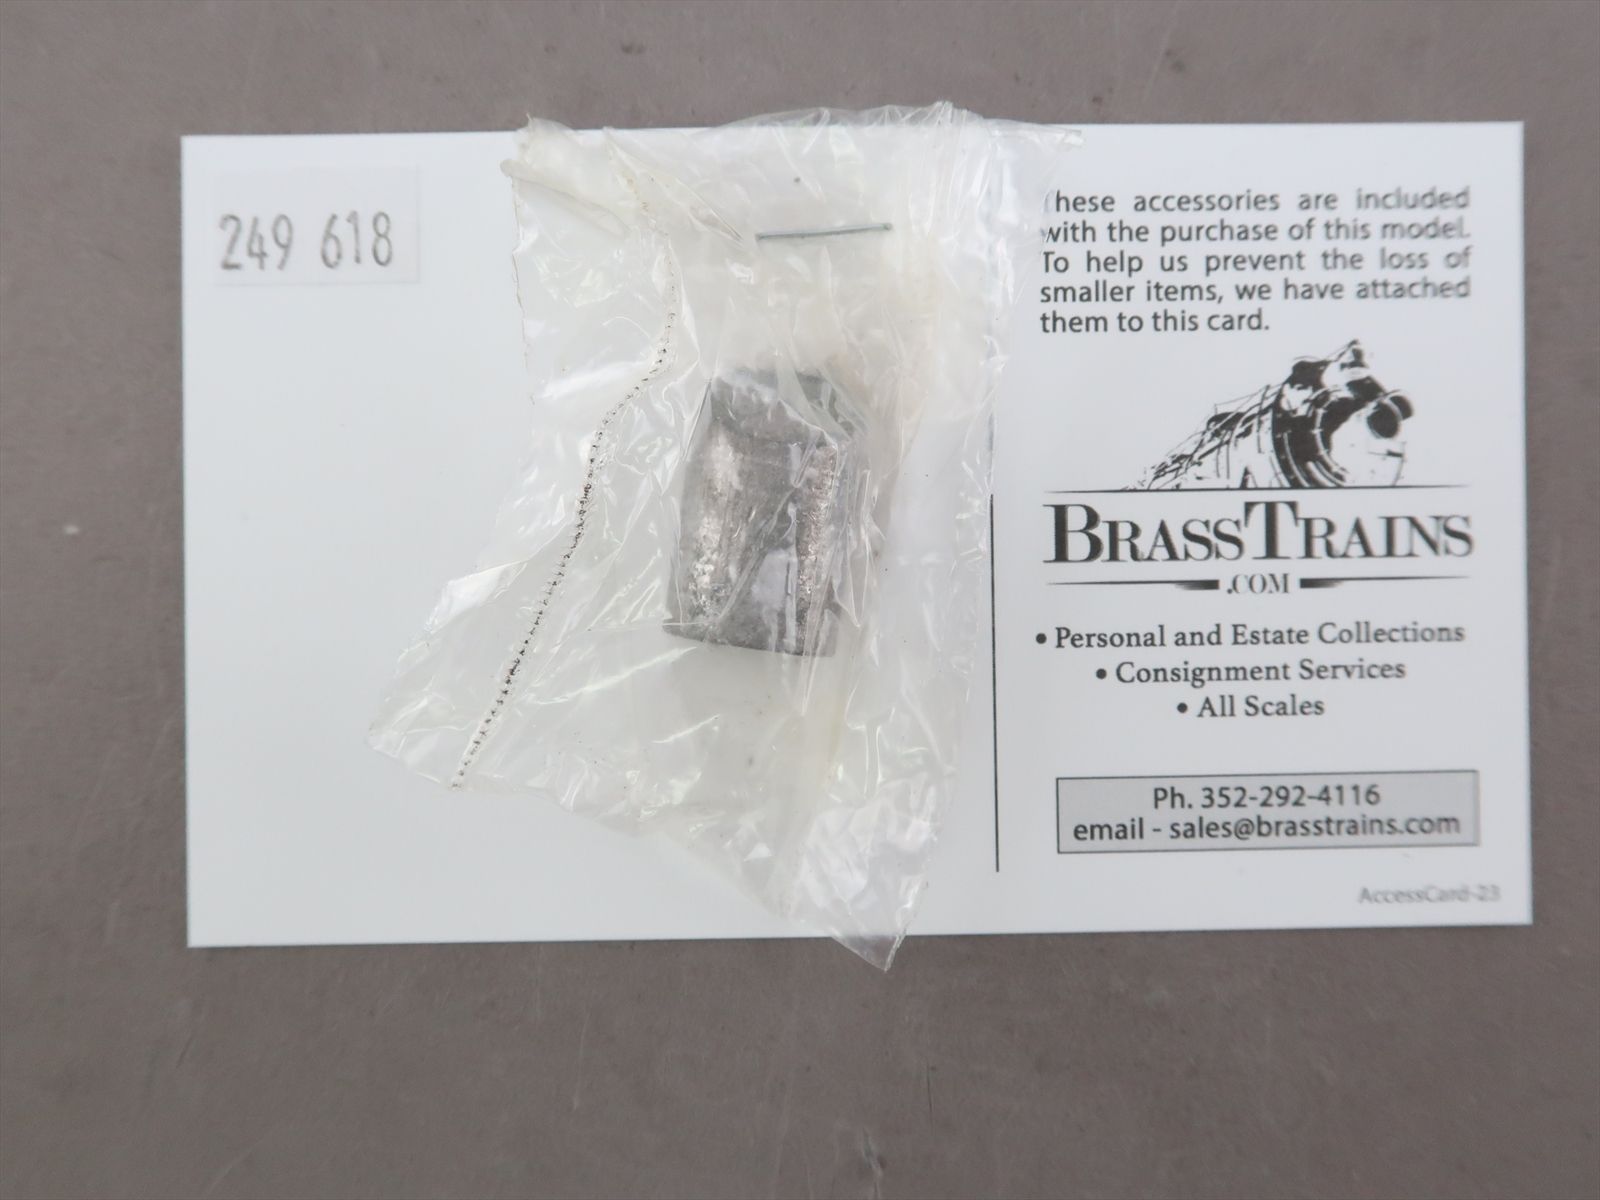 249 618
These accessories are included
with the purchase of this model.
To help us prevent the loss of
smaller items, we have attached
them to this card.
BRASSTRAINS
.COM
• Personal and Estate Collections
• Consignment Services
• All Scales
Ph. 352-292-4116
email - sales@brasstrains.com
AccessCard-23